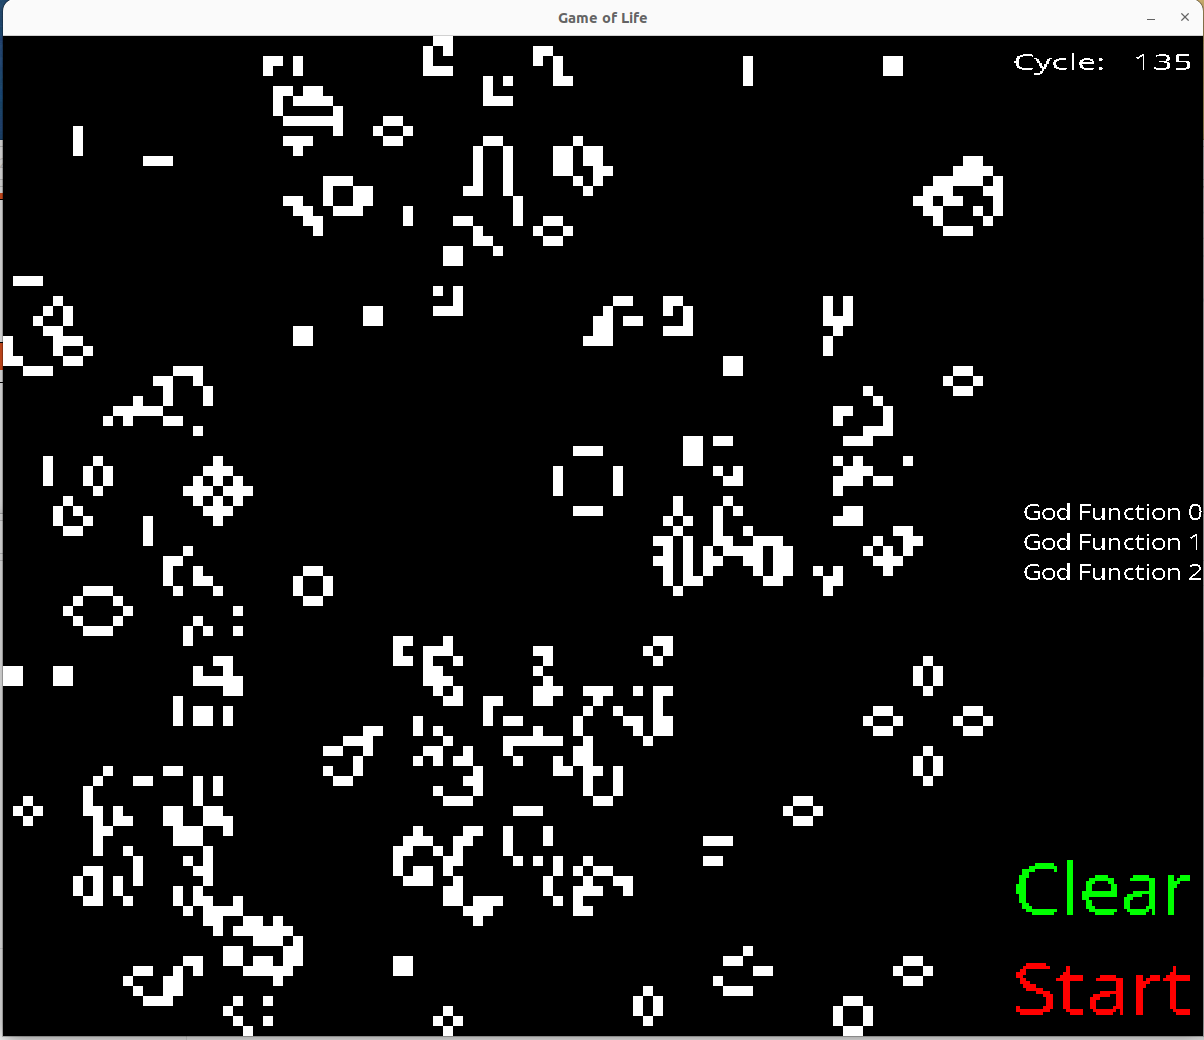 Game of Life
Cycle: 135
God Function 0
God Function 1
God Function 2
Clear
Start